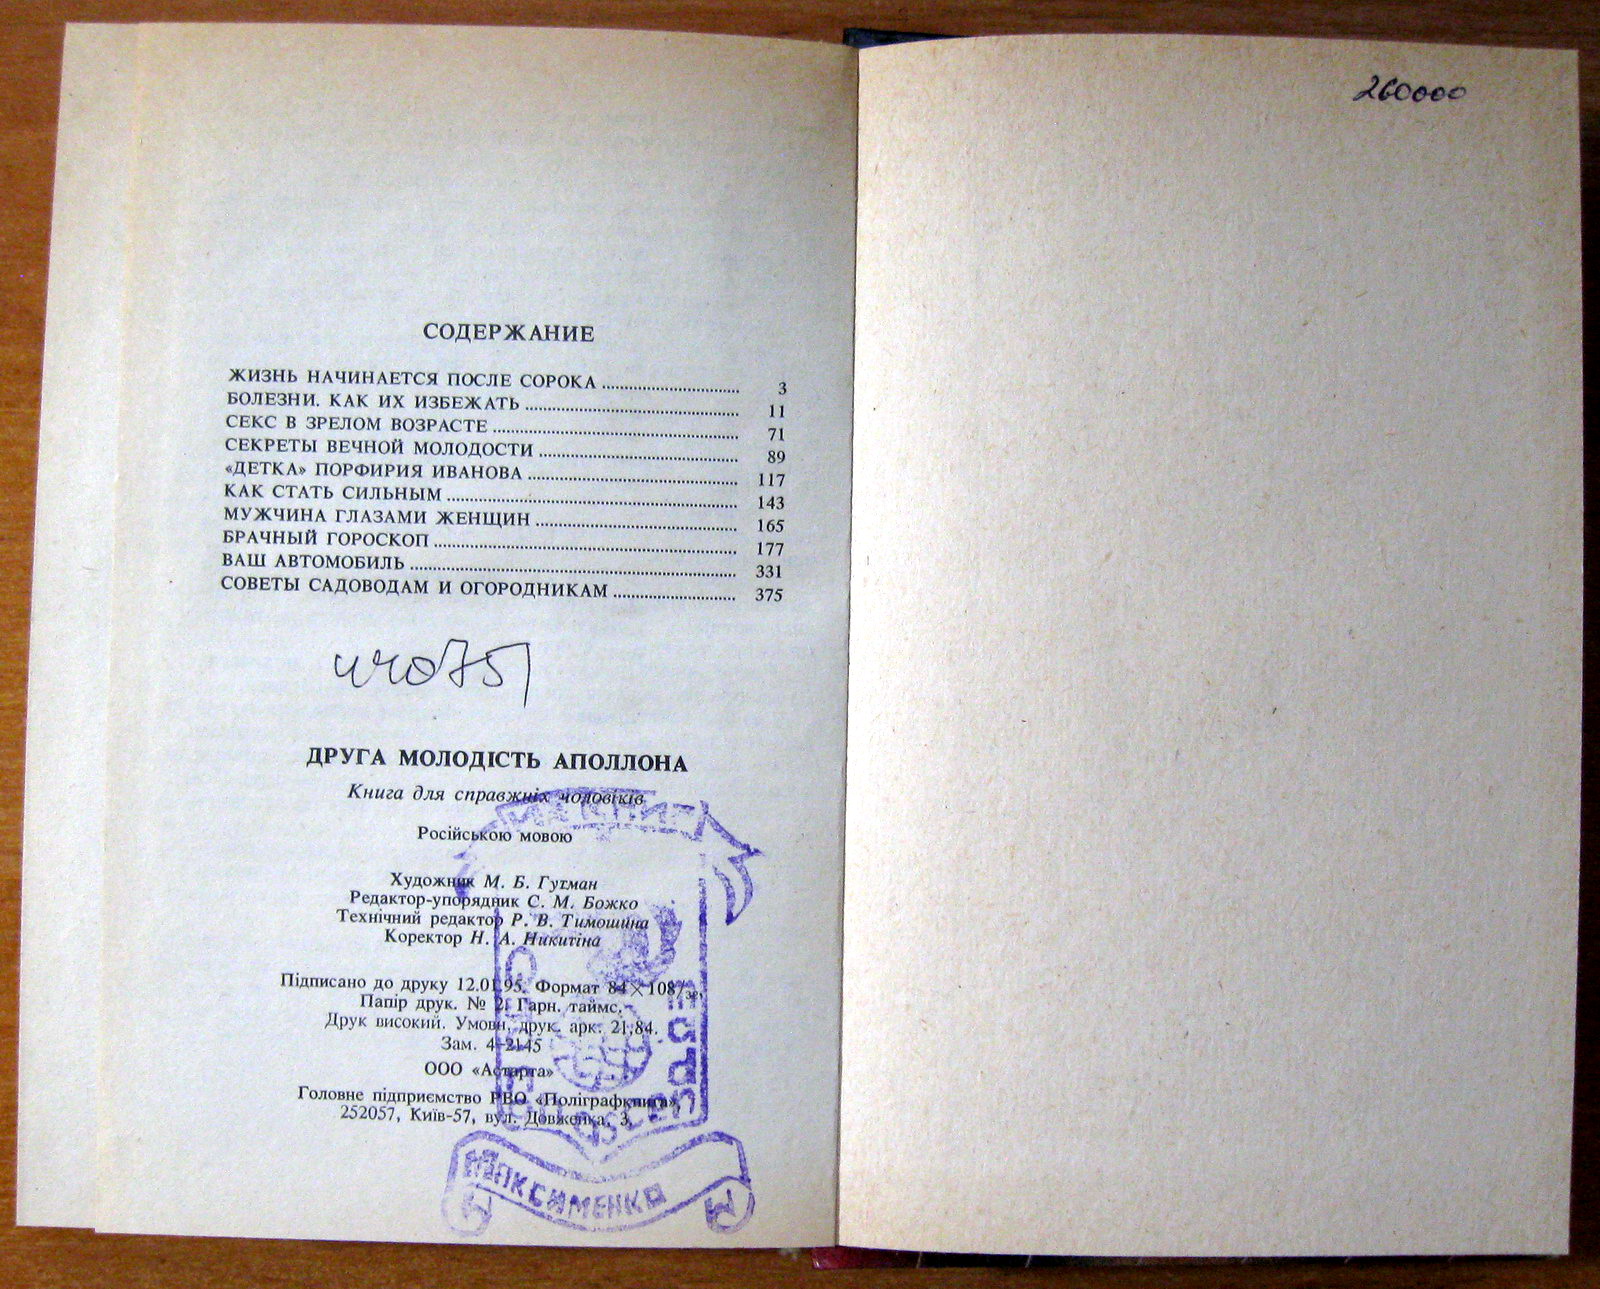 СОДЕРЖАНИЕ
ЖИЗНЬ НАЧИНАЕТСЯ ПОСЛЕ СОРОКА ........ 3
БОЛЕЗНИ. КАК ИХ ИЗБЕЖАТЬ ........ 11
СЕКС В ЗРЕЛОМ ВОЗРАСТЕ ........ 71
СЕКРЕТЫ ВЕЧНОЙ МОЛОДОСТИ ........ 89
«ДЕТКА» ПОРФИРИЯ ИВАНОВА ........ 117
КАК СТАТЬ СИЛЬНЫМ ........ 143
МУЖЧИНА ГЛАЗАМИ ЖЕНЩИН ........ 165
БРАЧНЫЙ ГОРОСКОП ........ 177
ВАШ АВТОМОБИЛЬ ........ 331
СОВЕТЫ САДОВОДАМ И ОГОРОДНИКАМ ........ 375
ДРУГА МОЛОДІСТЬ АПОЛЛОНА
Книга для справжніх чоловіків
Російською мовою
Художник М. Б. Гутман
Редактор-упорядник С. М. Божко
Технічний редактор Р. В. Тимошина
Коректор Н. А. Никитіна
Підписано до друку 12.01.95. Формат 84×108/32.
Папір друк. № 2. Гарн. таймс.
Друк високий. Умовн. друк. арк. 21,84.
Зам. 4–2145
ООО «Астарта»
Головне підприємство РВО «Поліграфкнига»,
252057, Київ-57, вул. Довженка, 3.
МАКСИМЕНКО
260000